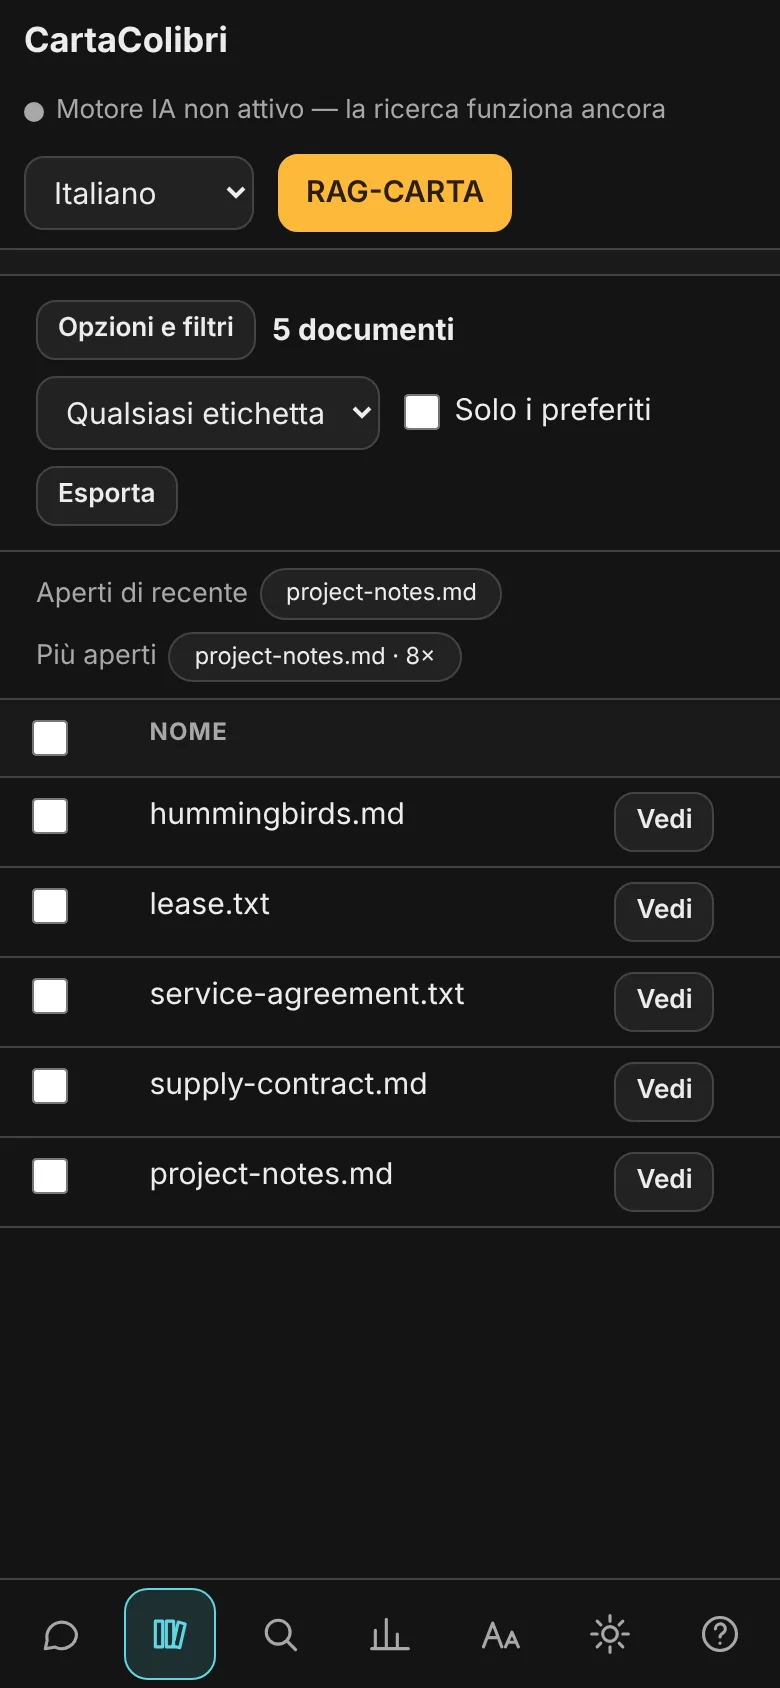 CartaColibri
Motore IA non attivo — la ricerca funziona ancora
Italiano
RAG-CARTA
Opzioni e filtri
5 documenti
Qualsiasi etichetta
Solo i preferiti
Esporta
Aperti di recente
project-notes.md
Più aperti
project-notes.md · 8×
NOME
hummingbirds.md
Vedi
lease.txt
Vedi
service-agreement.txt
Vedi
supply-contract.md
Vedi
project-notes.md
Vedi
AA